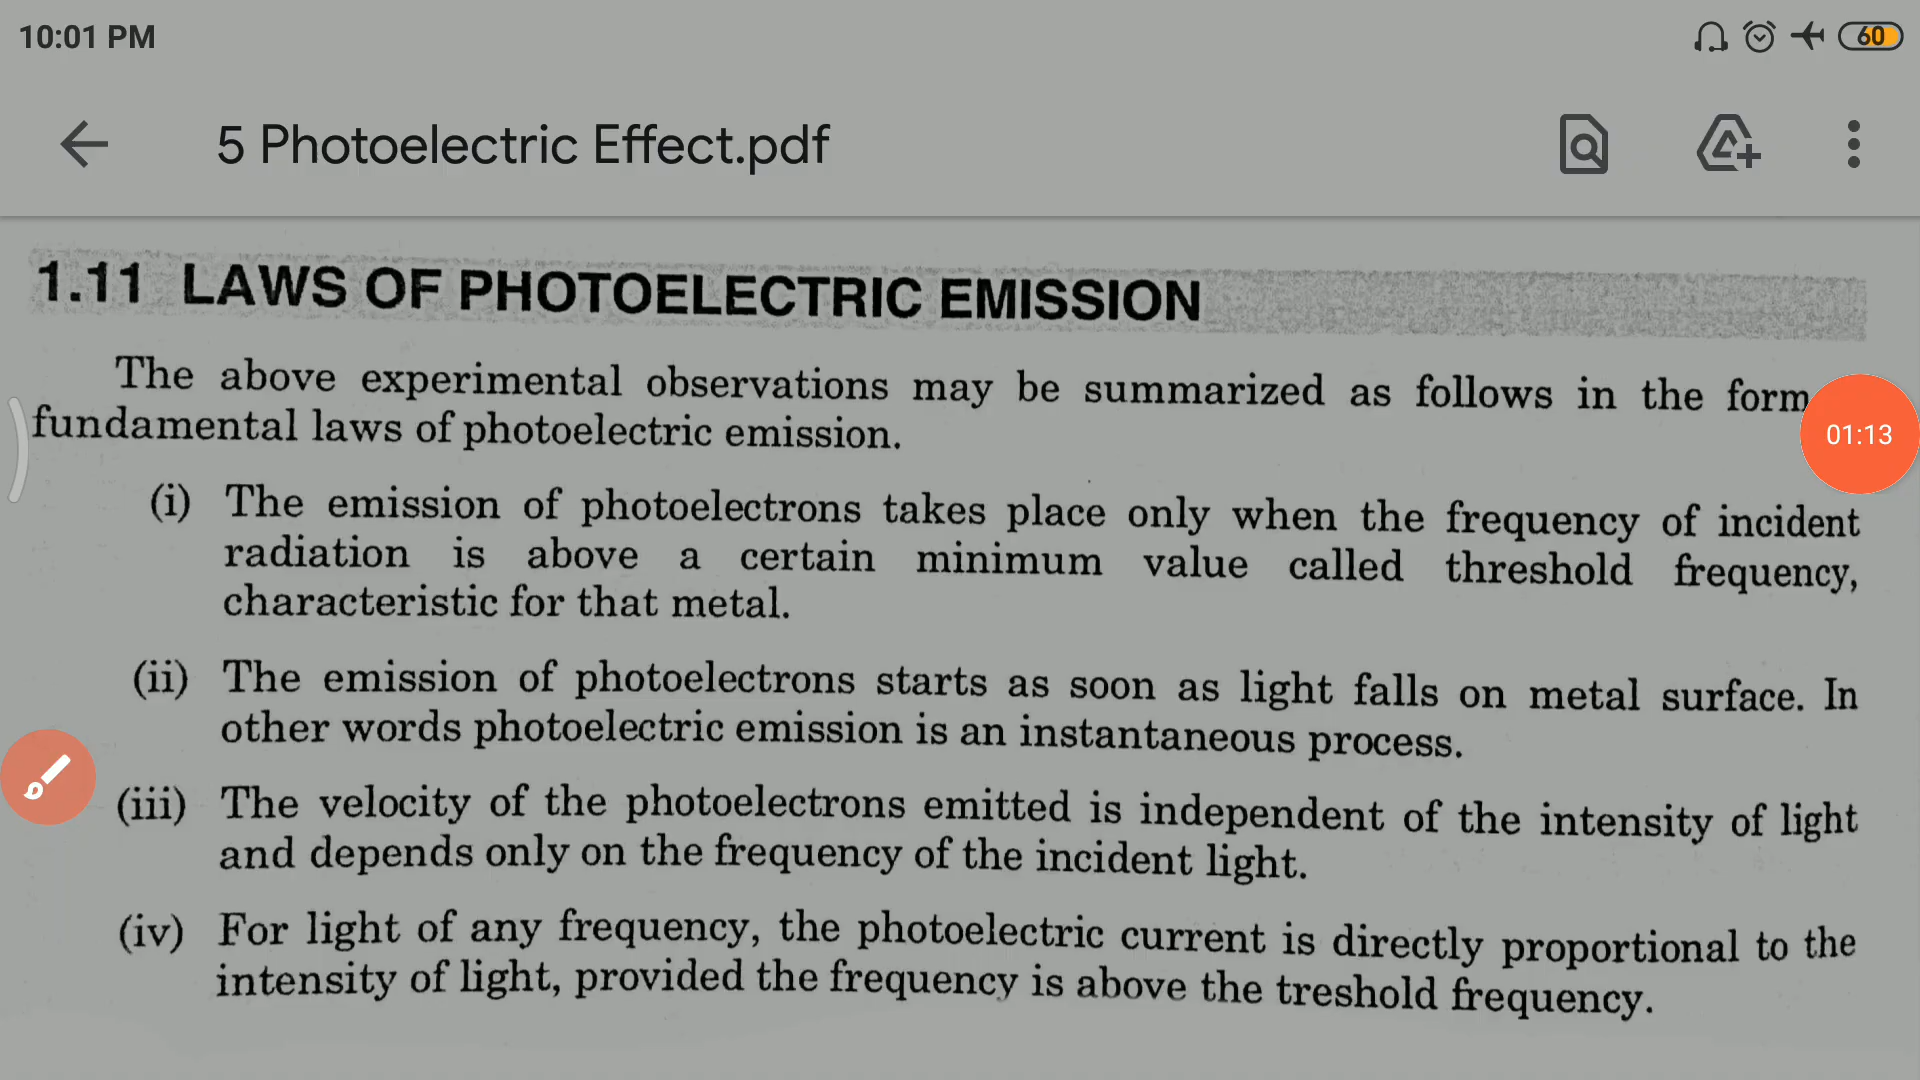 10:01 PM
60
5 Photoelectric Effect.pdf
1.11 LAWS OF PHOTOELECTRIC EMISSION
The above experimental observations may be summarized as follows in the form
fundamental laws of photoelectric emission.
01:13
(i) The emission of photoelectrons takes place only when the frequency of incident
radiation is above a certain minimum value called threshold frequency,
characteristic for that metal.
(ii) The emission of photoelectrons starts as soon as light falls on metal surface. In
other words photoelectric emission is an instantaneous process.
(iii) The velocity of the photoelectrons emitted is independent of the intensity of light
and depends only on the frequency of the incident light.
(iv) For light of any frequency, the photoelectric current is directly proportional to the
intensity of light, provided the frequency is above the treshold frequency.